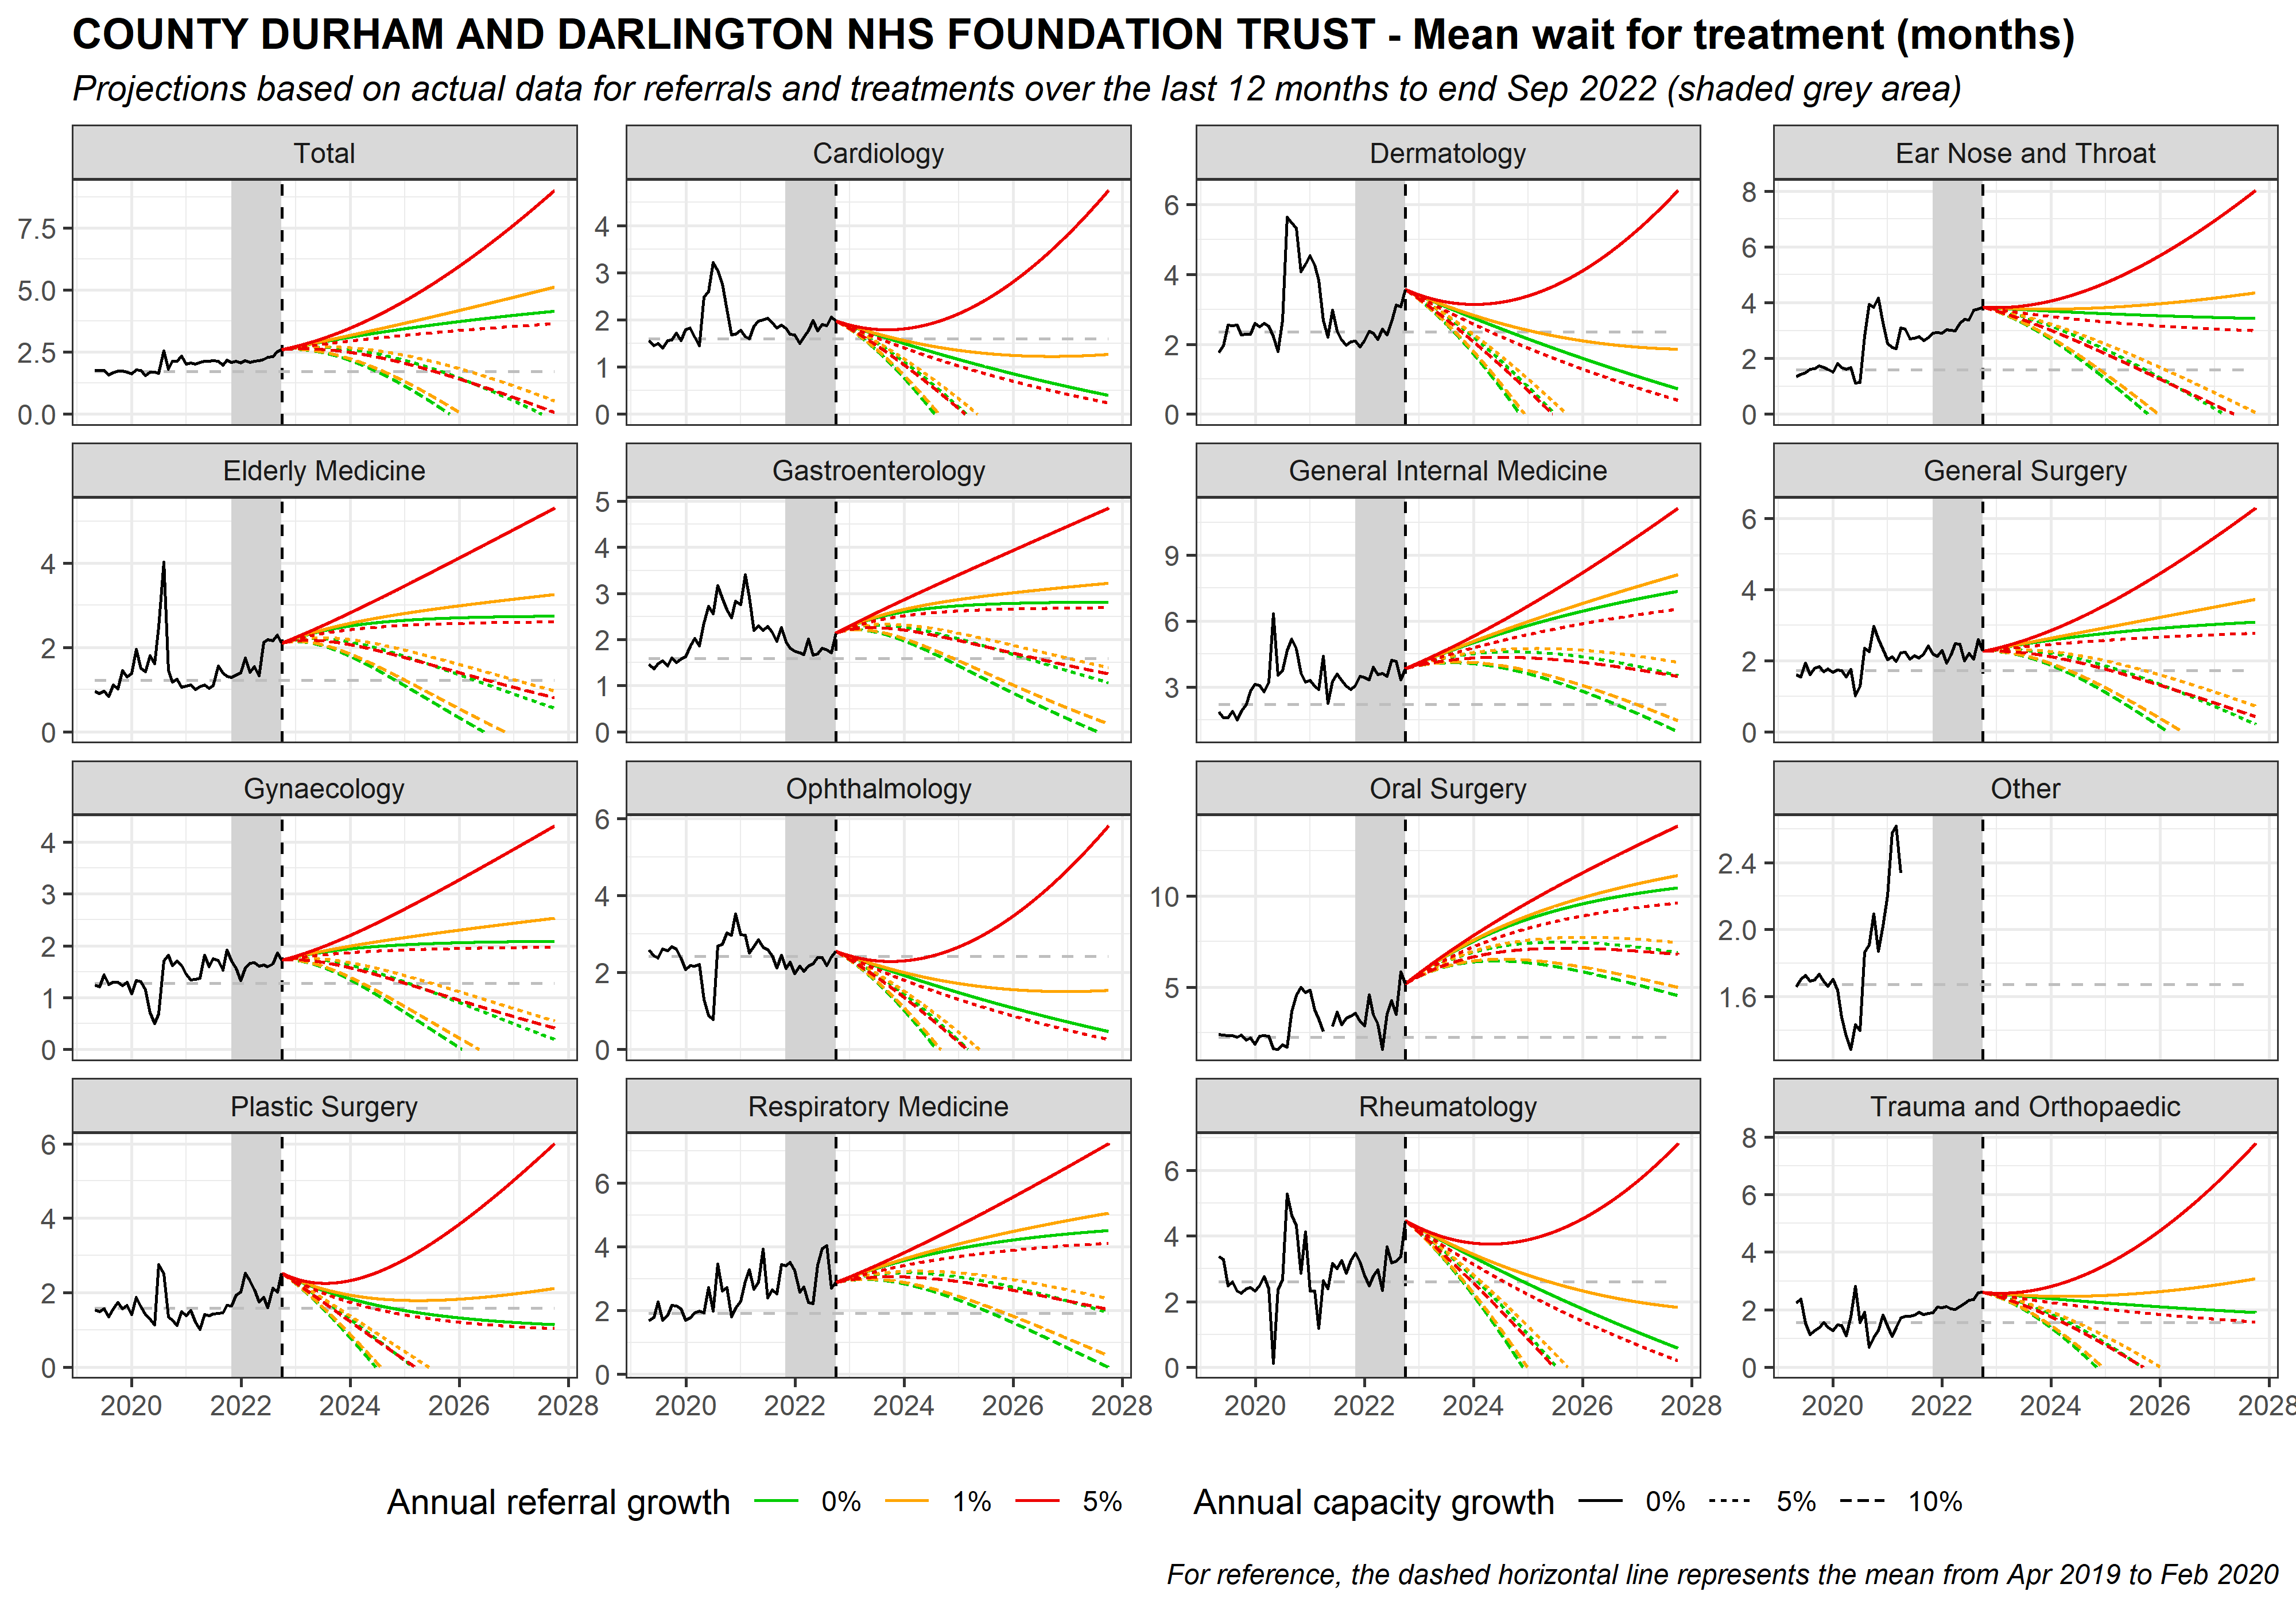 COUNTY DURHAM AND DARLINGTON NHS FOUNDATION TRUST - Mean wait for treatment (months)
Projections based on actual data for referrals and treatments over the last 12 months to end Sep 2022 (shaded grey area)
Total
Cardiology
Dermatology
Ear Nose and Throat
7.5
5.0
2.5
0.0
4
3
2
1
0
6
4
2
0
8
6
4
2
0
Elderly Medicine
Gastroenterology
General Internal Medicine
General Surgery
4
2
0
5
4
3
2
1
0
9
6
3
6
4
2
0
Gynaecology
Ophthalmology
Oral Surgery
Other
4
3
2
1
0
6
4
2
0
10
5
2.4
2.0
1.6
Plastic Surgery
Respiratory Medicine
Rheumatology
Trauma and Orthopaedic
6
4
2
0
6
4
2
0
6
4
2
0
8
6
4
2
0
2020 2022 2024 2026 2028
2020 2022 2024 2026 2028
2020 2022 2024 2026 2028
2020 2022 2024 2026 2028
Annual referral growth 0% 1% 5%
Annual capacity growth 0% 5% 10%
For reference, the dashed horizontal line represents the mean from Apr 2019 to Feb 2020